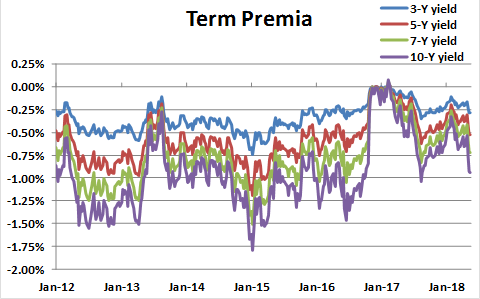 Term Premia
3-Y yield
5-Y yield
7-Y yield
10-Y yield
0.25%
0.00%
-0.25%
-0.50%
-0.75%
-1.00%
-1.25%
-1.50%
-1.75%
-2.00%
Jan-12 Jan-13 Jan-14 Jan-15 Jan-16 Jan-17 Jan-18